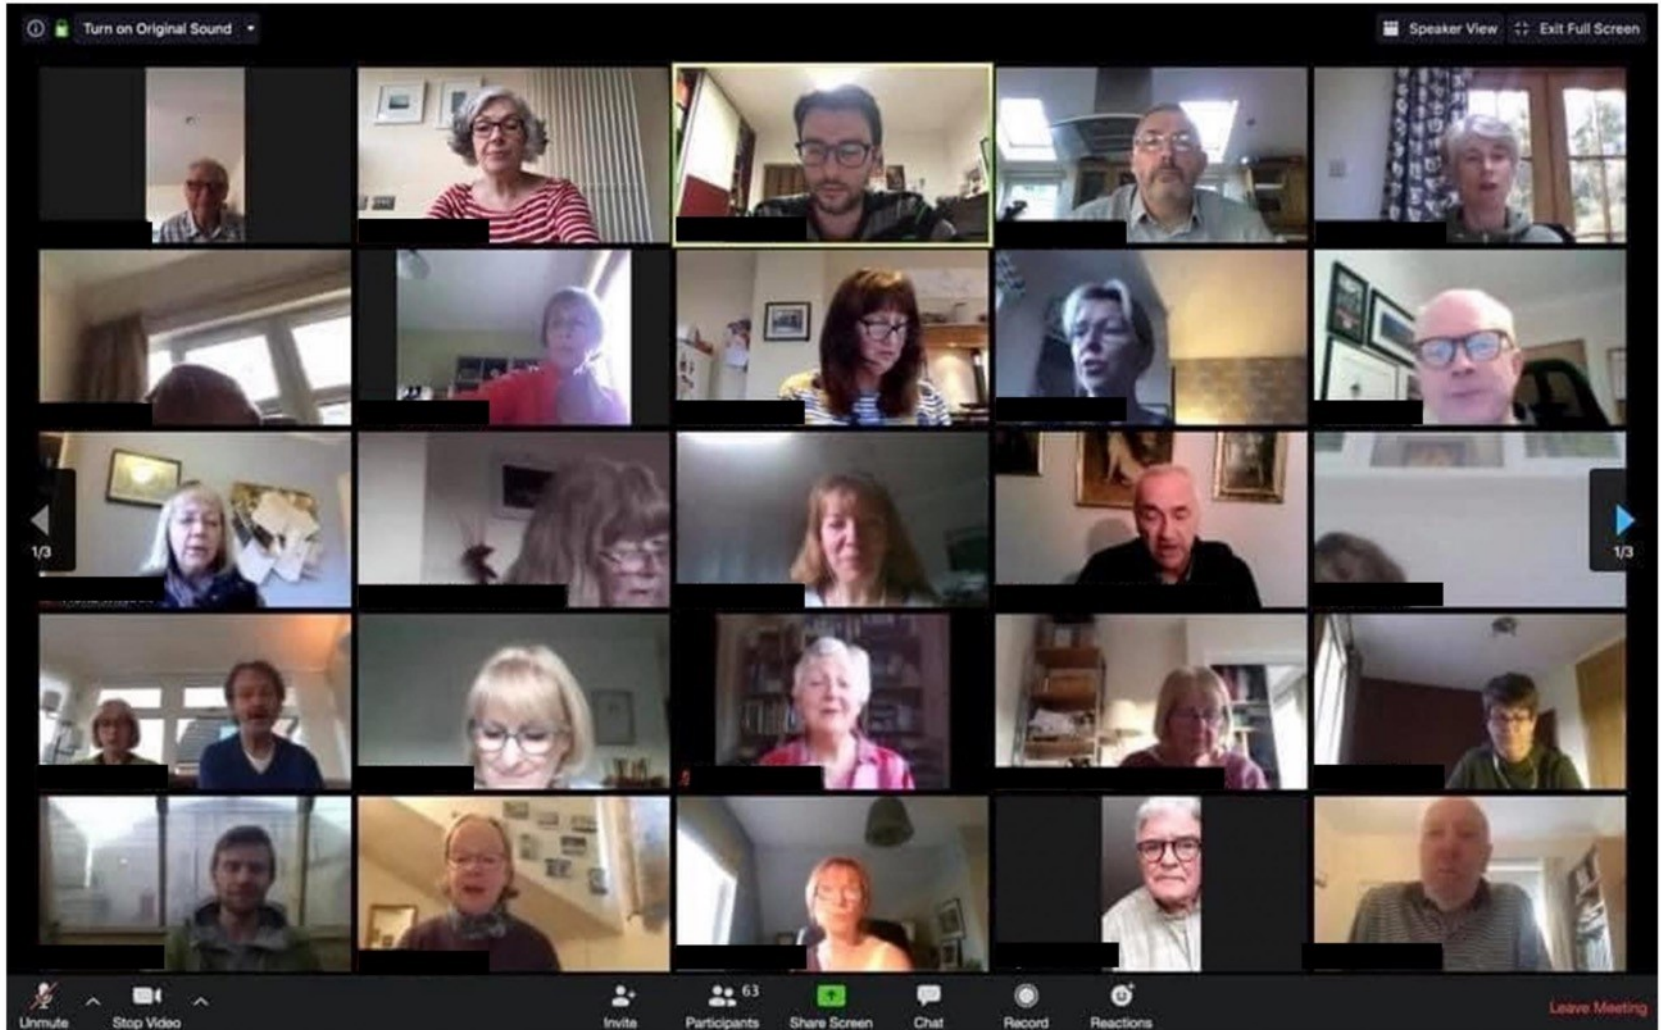 Turn on Original Sound
Speaker View
Exit Full Screen
1/3
1/3
63
Unmute
Stop Video
Invite
Participants
Share Screen
Chat
Record
Reactions
Leave Meeting